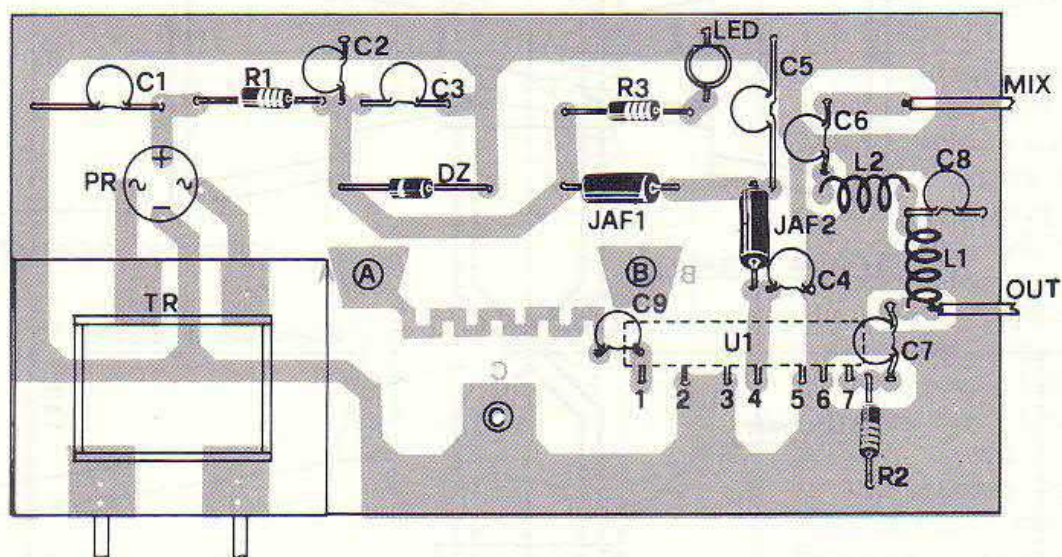 LED
C2
C5
C1
R1
C3
R3
MIX
C6
C8
PR
+
~ ~
-
DZ
L2
JAF1
JAF2
A
A
B
B
C4
L1
OUT
TR
C9
U1
C7
C
1 2 3 4 5 6 7
C
R2